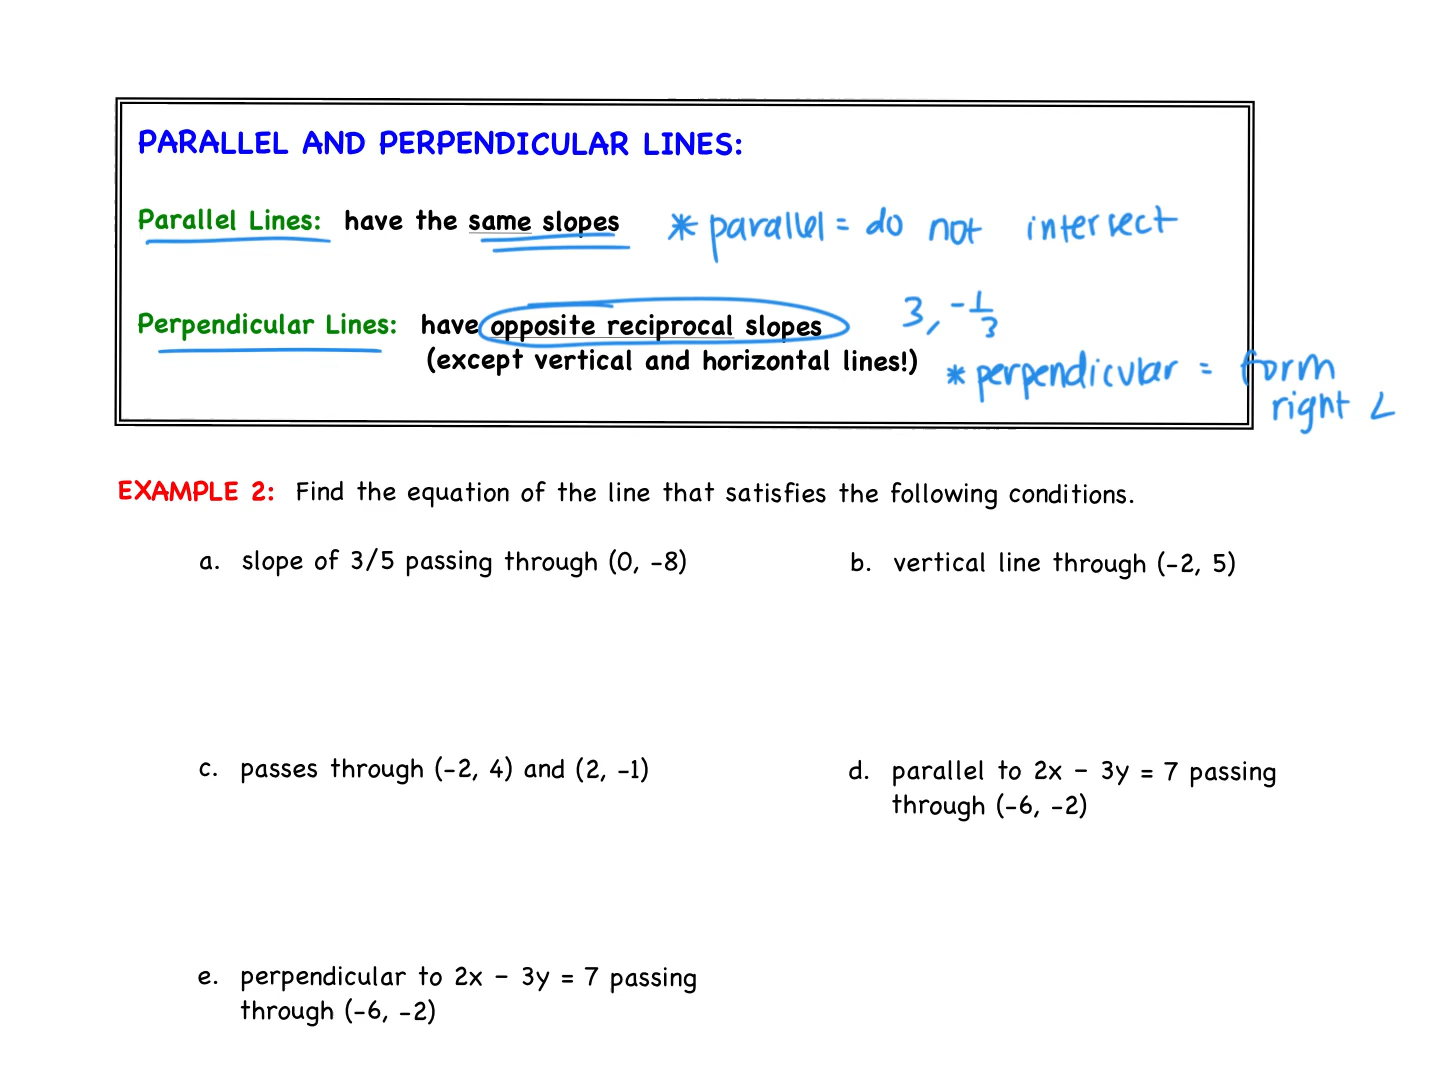 PARALLEL AND PERPENDICULAR LINES:
Parallel Lines: have the same slopes * parallel = do not intersect
Perpendicular Lines: have opposite reciprocal slopes 3, -1/3
(except vertical and horizontal lines!) * perpendicular = form
right ∠
EXAMPLE 2: Find the equation of the line that satisfies the following conditions.
a. slope of 3/5 passing through (0, -8)
b. vertical line through (-2, 5)
c. passes through (-2, 4) and (2, -1)
d. parallel to 2x - 3y = 7 passing
through (-6, -2)
e. perpendicular to 2x - 3y = 7 passing
through (-6, -2)